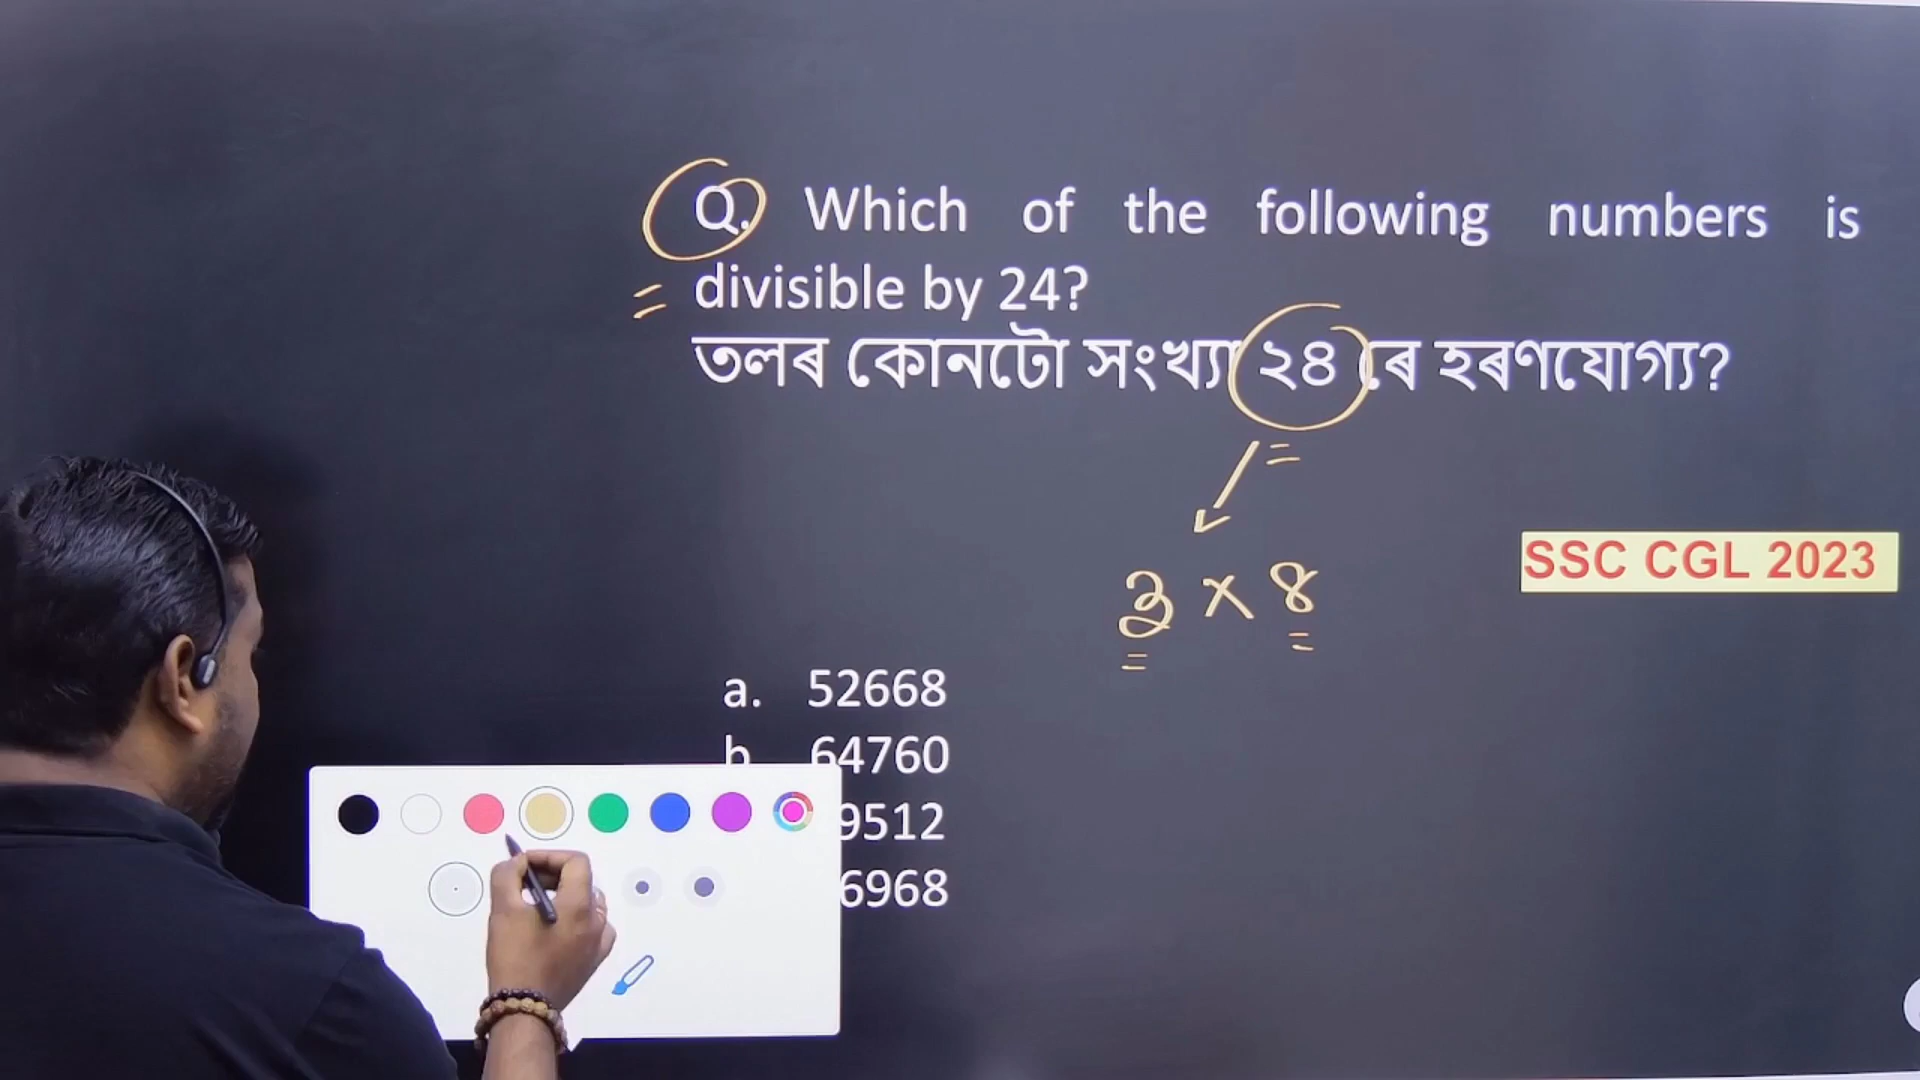 Q. Which of the following numbers is
divisible by 24?
তলৰ কোনটো সংখ্যা ২৪ ৰে হৰণযোগ্য?
3 × 8
SSC CGL 2023
a. 52668
64760
9512
6968